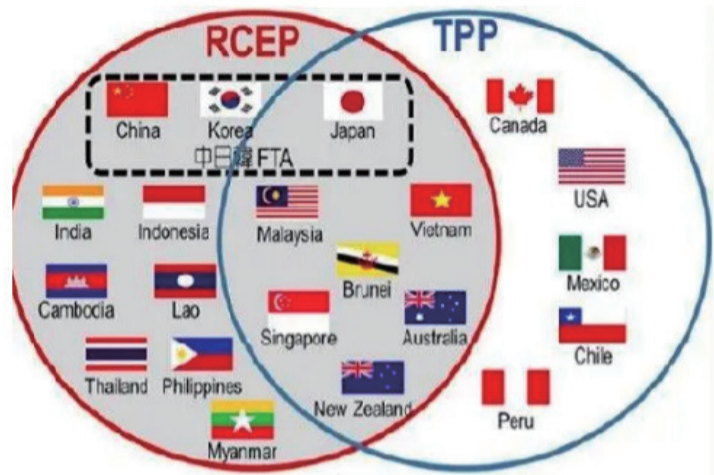 RCEP
TPP
China
Korea
Japan
中日韓FTA
Canada
USA
India
Indonesia
Malaysia
Vietnam
Brunei
Mexico
Cambodia
Lao
Singapore
Australia
Chile
Thailand
Philippines
New Zealand
Peru
Myanmar